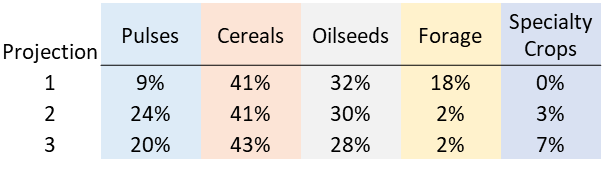 Projection Pulses Cereals Oilseeds Forage Specialty Crops
1 9% 41% 32% 18% 0%
2 24% 41% 30% 2% 3%
3 20% 43% 28% 2% 7%